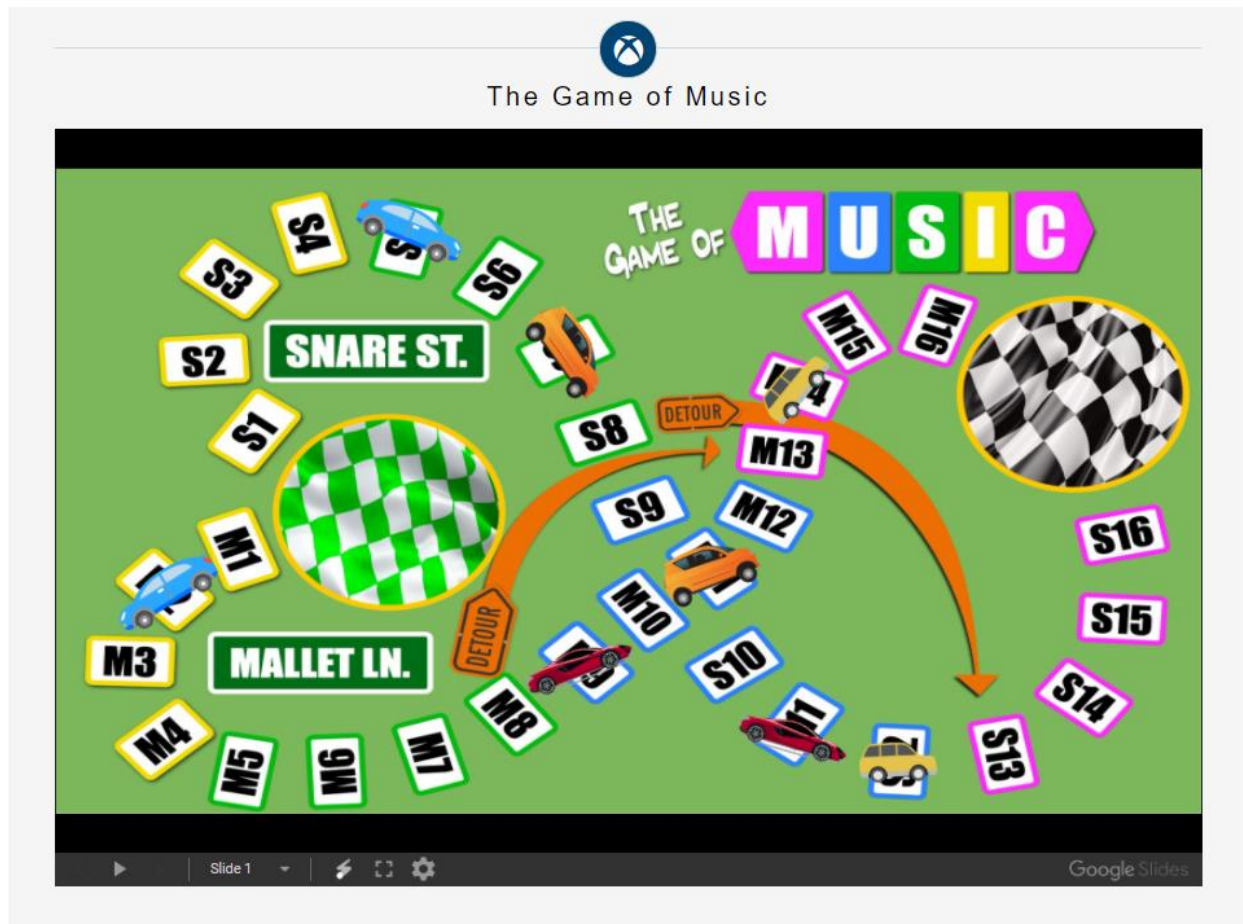 The Game of Music
THE
GAME OF
MUSIC
S4
S3
S6
S2
SNARE ST.
S1
S8
DETOUR
M15
M16
M13
S9
M12
M1
M10
S16
M3
MALLET LN.
DETOUR
S10
S15
M4
M5
M6
M7
M8
S14
S13
Slide 1
Google Slides